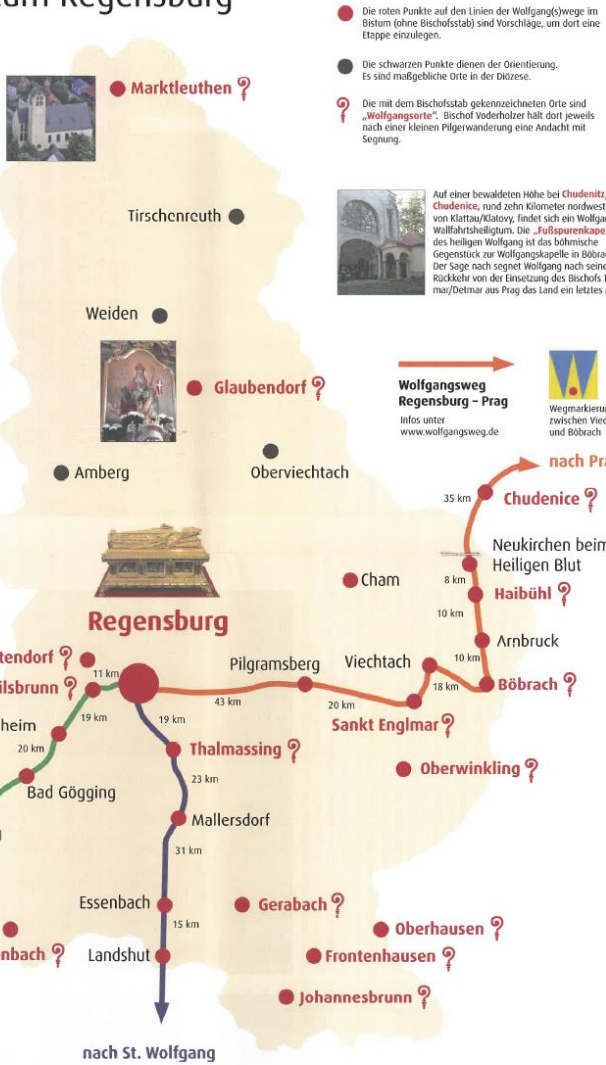 Regensburg
Die roten Punkte auf den Linien der Wolfgang(s)wege im
Bistum (ohne Bischofsstab) sind Vorschläge, um dort eine
Etappe einzulegen.
Die schwarzen Punkte dienen der Orientierung.
Es sind maßgebliche Orte in der Diözese.
Die mit dem Bischofsstab gekennzeichneten Orte sind
„Wolfgangsorte“. Bischof Voderholzer hält dort jeweils
nach einer kleinen Pilgerwanderung eine Andacht mit
Segnung.
Marktleuthen
Auf einer bewaldeten Höhe bei Chudenitz,
Chudenice, rund zehn Kilometer nordwest
von Klattau/Klatovy, findet sich ein Wolfga
Wallfahrtsheiligtum. Die „Fußspurenkape
des heiligen Wolfgang ist das böhmische
Gegenstück zur Wolfgangskapelle in Böbra
Der Sage nach segnet Wolfgang nach seine
Rückkehr von der Einsetzung des Bischofs T
mar/Detmar aus Prag das Land ein letztes
Tirschenreuth
Weiden
Glaubendorf
Wolfgangsweg
Regensburg – Prag
Infos unter
www.wolfgangsweg.de
Wegmarkierun
zwischen Viec
und Böbrach
Amberg
Oberviechtach
nach Pra
35 km
Chudenice
Neukirchen beim
Heiligen Blut
8 km
Cham
Haibühl
10 km
Regensburg
Arnbruck
tendorf
11 km
Pilgramsberg
Viechtach
10 km
ilsbrunn
43 km
20 km
18 km
Böbrach
19 km
19 km
Sankt Englmar
heim
20 km
Thalmassing
Oberwinkling
23 km
Bad Gögging
Mallersdorf
31 km
Essenbach
Gerabach
15 km
Oberhausen
nbach
Landshut
Frontenhausen
Johannesbrunn
nach St. Wolfgang